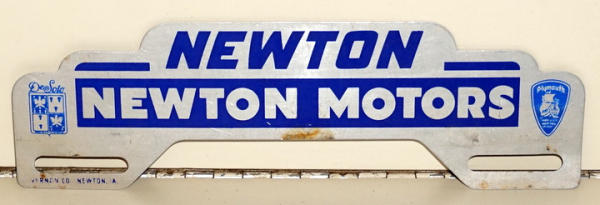 NEWTON
NEWTON MOTORS
De Soto
Plymouth
VERNON CO. NEWTON, IA.